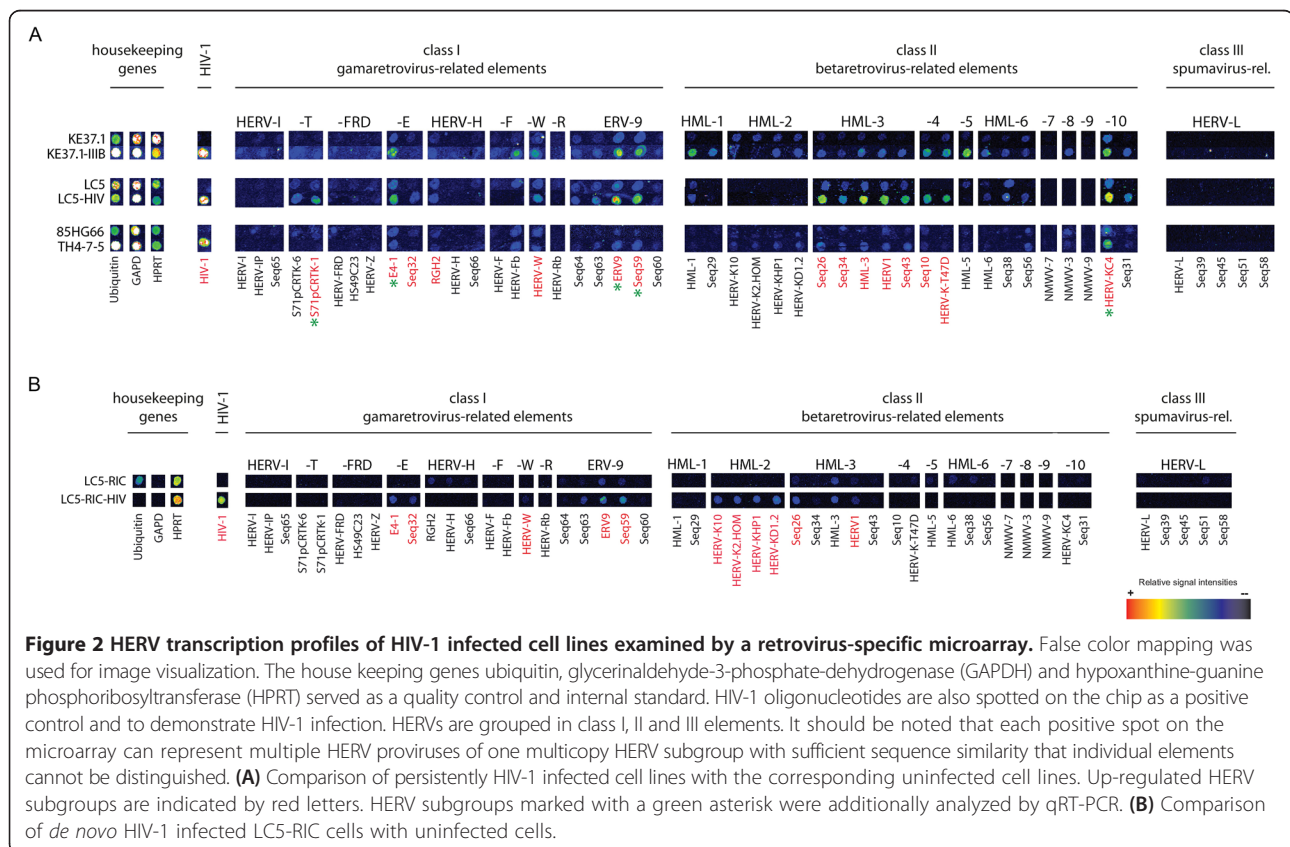 A
housekeeping genes
HIV-1
class I
gamaretrovirus-related elements
class II
betaretrovirus-related elements
class III
spumavirus-rel.
HERV-I -T -FRD -E HERV-H -F -W -R ERV-9 HML-1 HML-2 HML-3 -4 -5 HML-6 -7 -8 -9 -10 HERV-L
KE37.1
KE37.1-IIIB
LC5
LC5-HIV
85HG66
TH4-7-5
Ubiquitin
GAPD
HPRT
HIV-1
HERV-I
HERV-IP
Seq65
S71pCRTK-6
S71pCRTK-1
*
HERV-FRD
HS49C23
HERV-Z
E4-1
*
Seq32
RGH2
HERV-H
Seq66
HERV-F
HERV-Fb
HERV-W
HERV-Rb
Seq64
Seq63
ERV9
*
Seq59
*
Seq60
HML-1
Seq29
HERV-K10
HERV-K2.HOM
HERV-KHP1
HERV-KD1.2
Seq26
Seq34
HML-3
HERV1
Seq43
Seq10
HERV-K-T47D
HML-5
HML-6
Seq38
Seq56
NMWV-7
NMWV-3
NMWV-9
HERV-KC4
*
Seq31
HERV-L
Seq39
Seq45
Seq51
Seq58
B
housekeeping genes
HIV-1
class I
gamaretrovirus-related elements
class II
betaretrovirus-related elements
class III
spumavirus-rel.
HERV-I -T -FRD -E HERV-H -F -W -R ERV-9 HML-1 HML-2 HML-3 -4 -5 HML-6 -7 -8 -9 -10 HERV-L
LC5-RIC
LC5-RIC-HIV
Ubiquitin
GAPD
HPRT
HIV-1
HERV-I
HERV-IP
Seq65
S71pCRTK-6
S71pCRTK-1
HERV-FRD
HS49C23
HERV-Z
E4-1
Seq32
RGH2
HERV-H
Seq66
HERV-F
HERV-Fb
HERV-W
HERV-Rb
Seq64
Seq63
ERV9
Seq59
Seq60
HML-1
Seq29
HERV-K10
HERV-K2.HOM
HERV-KHP1
HERV-KD1.2
Seq26
Seq34
HML-3
HERV1
Seq43
Seq10
HERV-K-T47D
HML-5
HML-6
Seq38
Seq56
NMWV-7
NMWV-3
NMWV-9
HERV-KC4
Seq31
HERV-L
Seq39
Seq45
Seq51
Seq58
Relative signal intensities
+ --
Figure 2 HERV transcription profiles of HIV-1 infected cell lines examined by a retrovirus-specific microarray. False color mapping was
used for image visualization. The house keeping genes ubiquitin, glycerinaldehyde-3-phosphate-dehydrogenase (GAPDH) and hypoxanthine-guanine
phosphoribosyltransferase (HPRT) served as a quality control and internal standard. HIV-1 oligonucleotides are also spotted on the chip as a positive
control and to demonstrate HIV-1 infection. HERVs are grouped in class I, II and III elements. It should be noted that each positive spot on the
microarray can represent multiple HERV proviruses of one multicopy HERV subgroup with sufficient sequence similarity that individual elements
cannot be distinguished. (A) Comparison of persistently HIV-1 infected cell lines with the corresponding uninfected cell lines. Up-regulated HERV
subgroups are indicated by red letters. HERV subgroups marked with a green asterisk were additionally analyzed by qRT-PCR. (B) Comparison
of de novo HIV-1 infected LC5-RIC cells with uninfected cells.